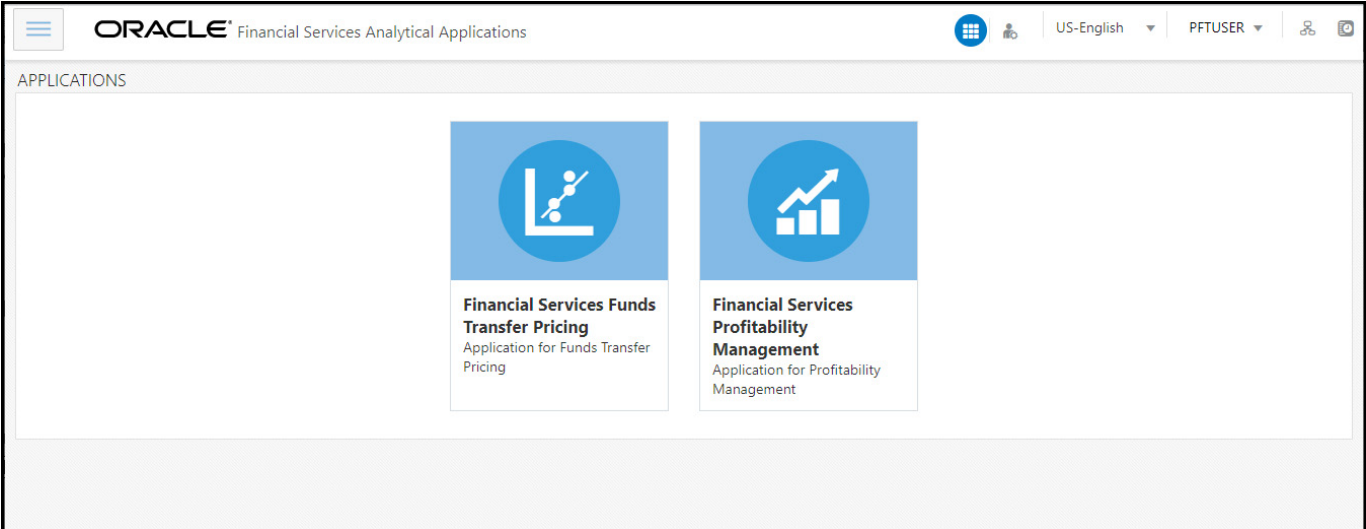 ORACLE® Financial Services Analytical Applications
US-English
PFTUSER
APPLICATIONS
Financial Services Funds
Transfer Pricing
Application for Funds Transfer
Pricing
Financial Services
Profitability
Management
Application for Profitability
Management